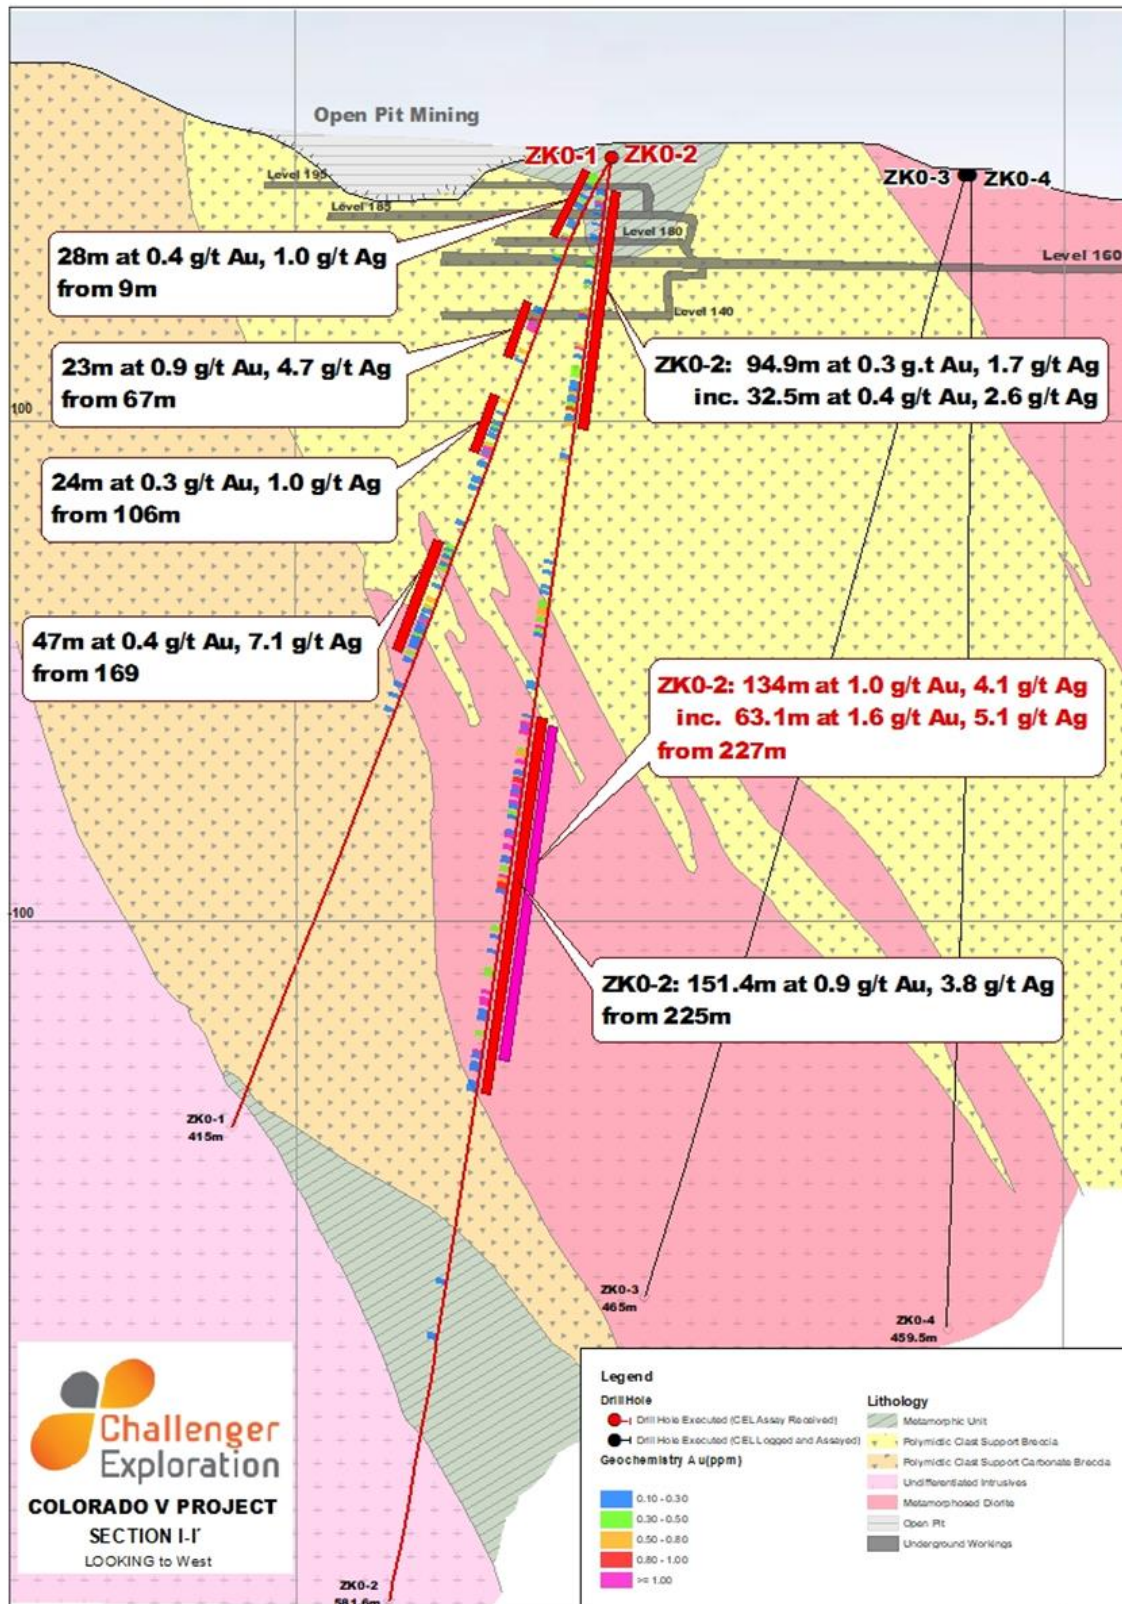 Open Pit Mining
ZK0-1
ZK0-2
ZK0-3
ZK0-4
Level 195
Level 185
Level 180
Level 160
Level 140
28m at 0.4 g/t Au, 1.0 g/t Ag
from 9m
23m at 0.9 g/t Au, 4.7 g/t Ag
from 67m
ZK0-2: 94.9m at 0.3 g.t Au, 1.7 g/t Ag
inc. 32.5m at 0.4 g/t Au, 2.6 g/t Ag
100
24m at 0.3 g/t Au, 1.0 g/t Ag
from 106m
47m at 0.4 g/t Au, 7.1 g/t Ag
from 169
ZK0-2: 134m at 1.0 g/t Au, 4.1 g/t Ag
inc. 63.1m at 1.6 g/t Au, 5.1 g/t Ag
from 227m
-100
ZK0-2: 151.4m at 0.9 g/t Au, 3.8 g/t Ag
from 225m
ZK0-1
415m
ZK0-3
465m
ZK0-4
459.5m
Challenger
Exploration
COLORADO V PROJECT
SECTION I-I'
LOOKING to West
ZK0-2
581.6m
Legend
Drill Hole
Drill Hole Executed (CEL Assay Received)
Drill Hole Executed (CEL Logged and Assayed)
Geochemistry Au(ppm)
0.10 - 0.30
0.30 - 0.50
0.50 - 0.80
0.80 - 1.00
>= 1.00
Lithology
Metamorphic Unit
Polymidic Clast Support Breccia
Polymidic Clast Support Carbonate Breccia
Undifferentiated Intrusives
Metamorphosed Diorite
Open Pit
Underground Workings